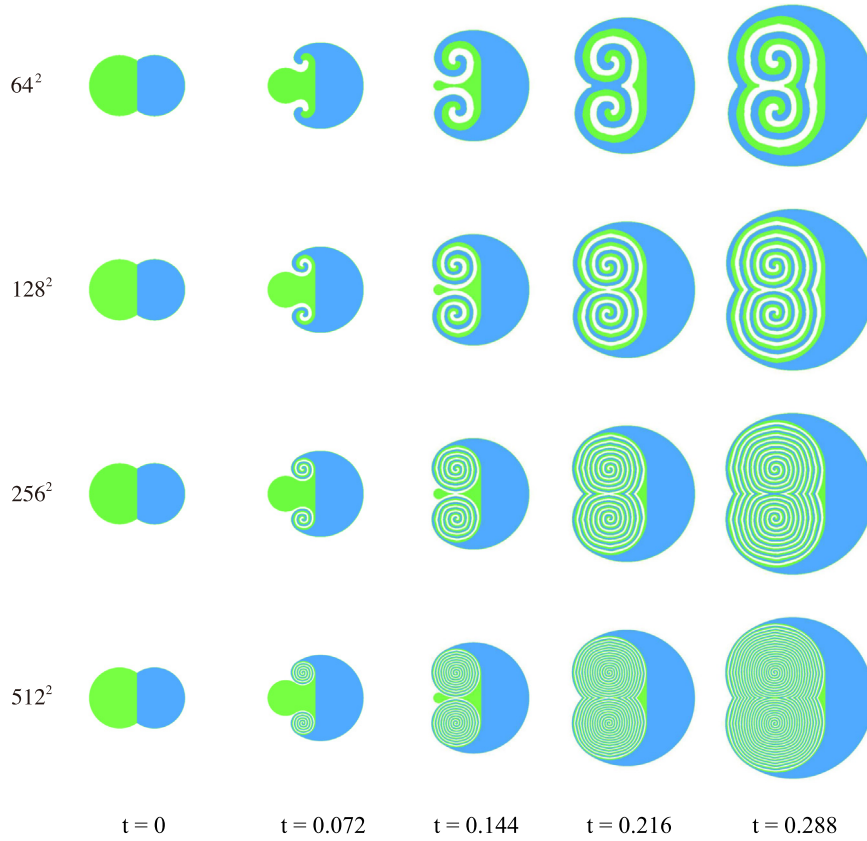 64²
128²
256²
512²
t = 0 t = 0.072 t = 0.144 t = 0.216 t = 0.288